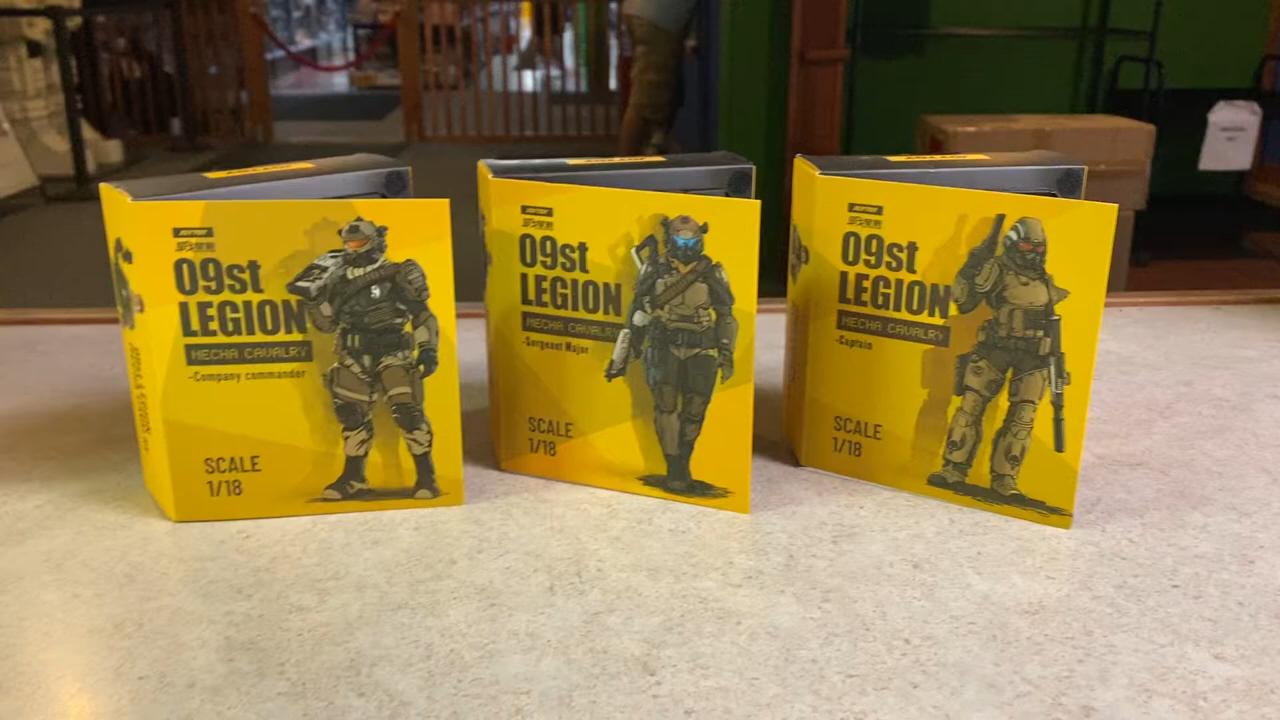 JOYTOY
09st
LEGION
MECHA CAVALRY
-Company commander
SCALE
1/18
JOYTOY
09st
LEGION
MECHA CAVALRY
-Sergeant Major
SCALE
1/18
JOYTOY
09st
LEGION
MECHA CAVALRY
-Captain
SCALE
1/18